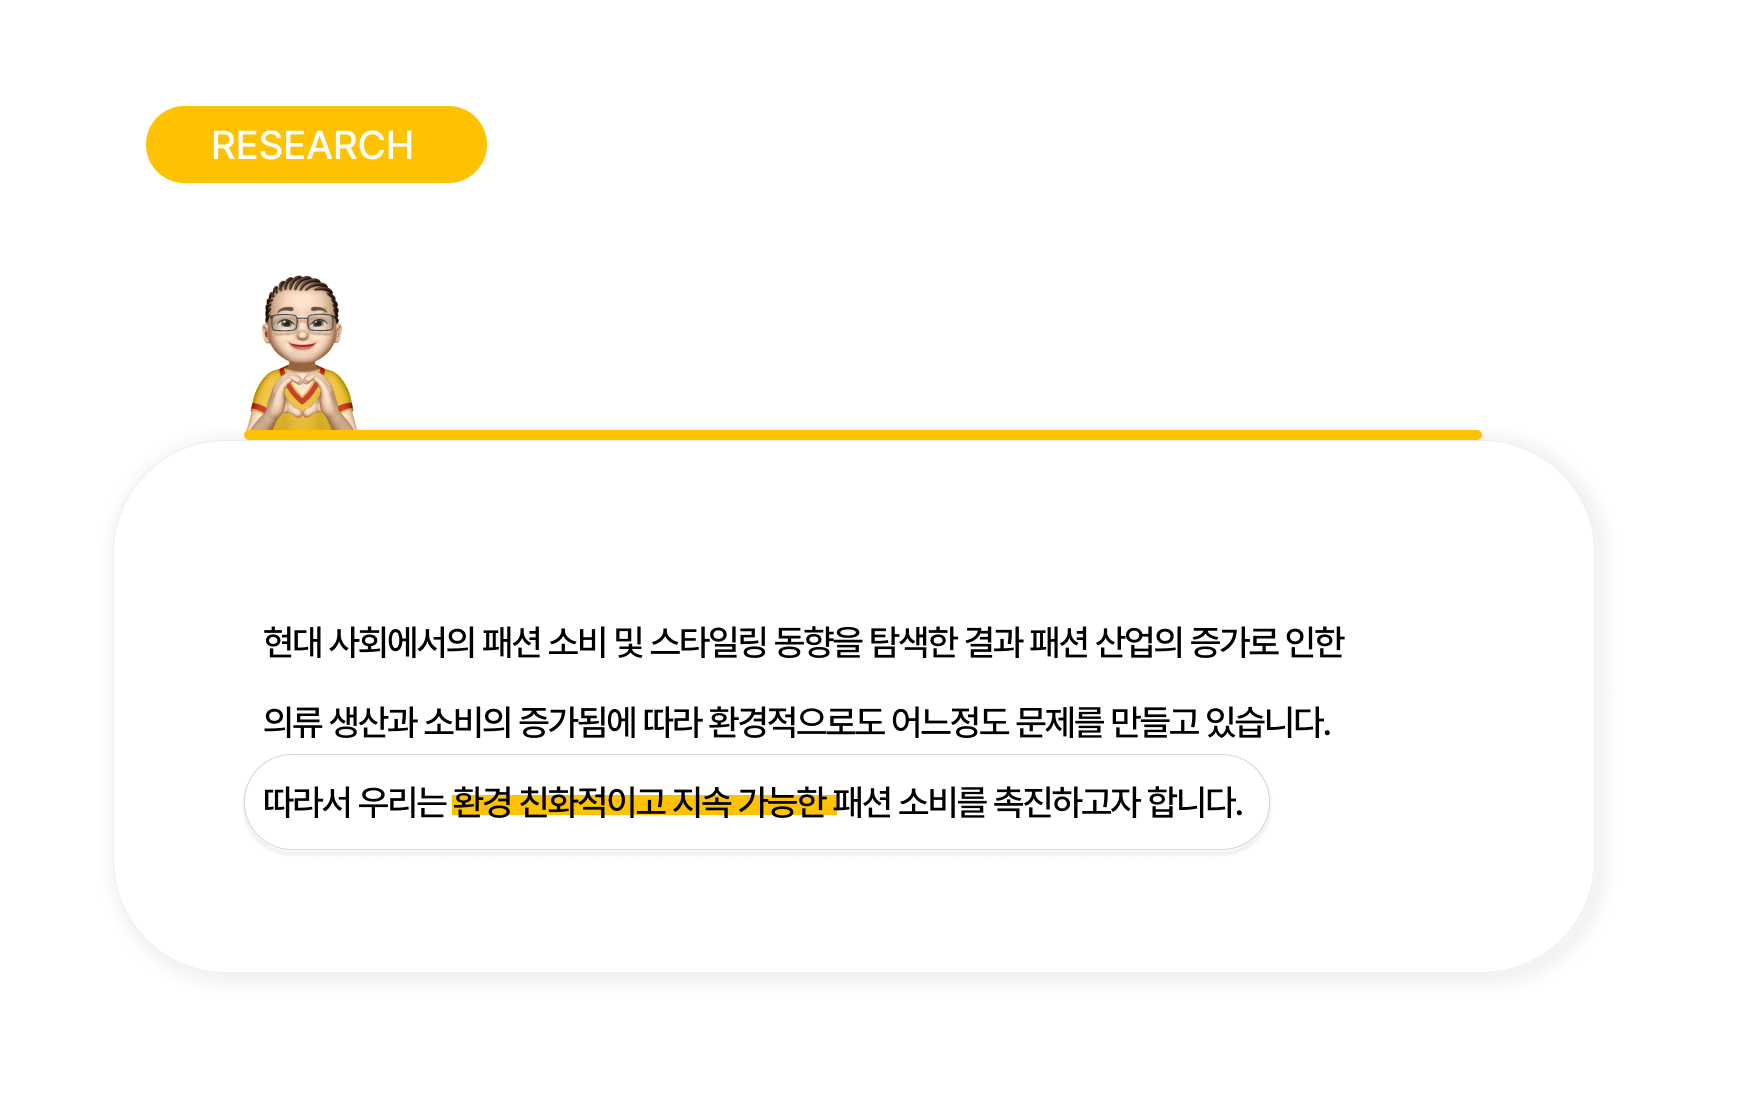 RESEARCH
현대 사회에서의 패션 소비 및 스타일링 동향을 탐색한 결과 패션 산업의 증가로 인한
의류 생산과 소비의 증가됨에 따라 환경적으로도 어느정도 문제를 만들고 있습니다.
따라서 우리는 환경 친화적이고 지속 가능한 패션 소비를 촉진하고자 합니다.